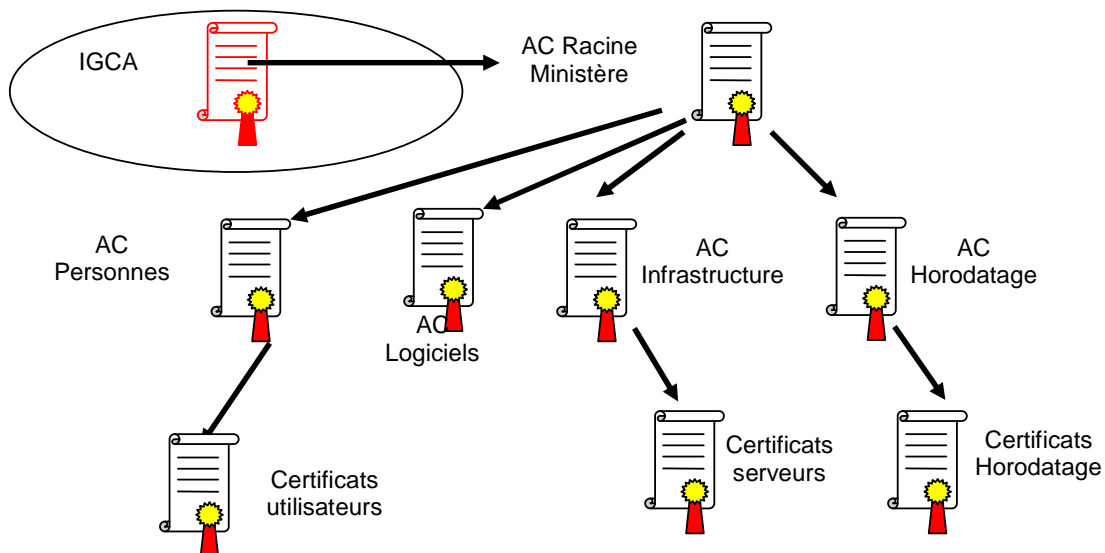 IGCA
AC Racine
Ministère
AC
Personnes
AC
Logiciels
AC
Infrastructure
AC
Horodatage
Certificats
utilisateurs
Certificats
serveurs
Certificats
Horodatage